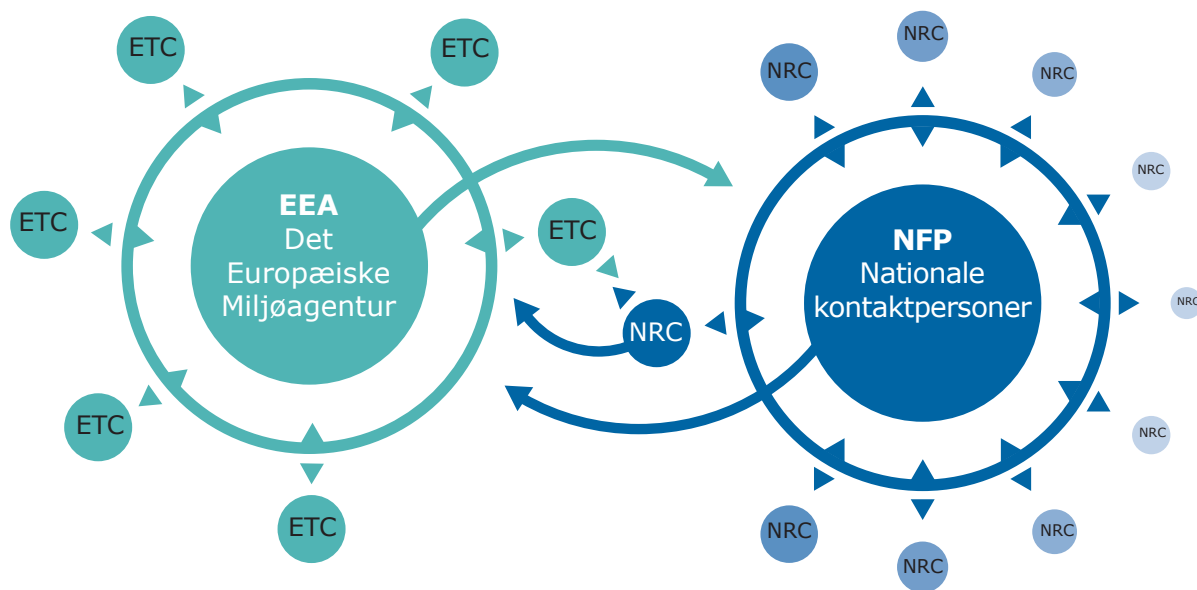 ETC
ETC
ETC
ETC
ETC
ETC
EEA
Det
Europæiske
Miljøagentur
ETC
NRC
NRC
NRC
NRC
NRC
NRC
NRC
NRC
NRC
NRC
NFP
Nationale
kontaktpersoner